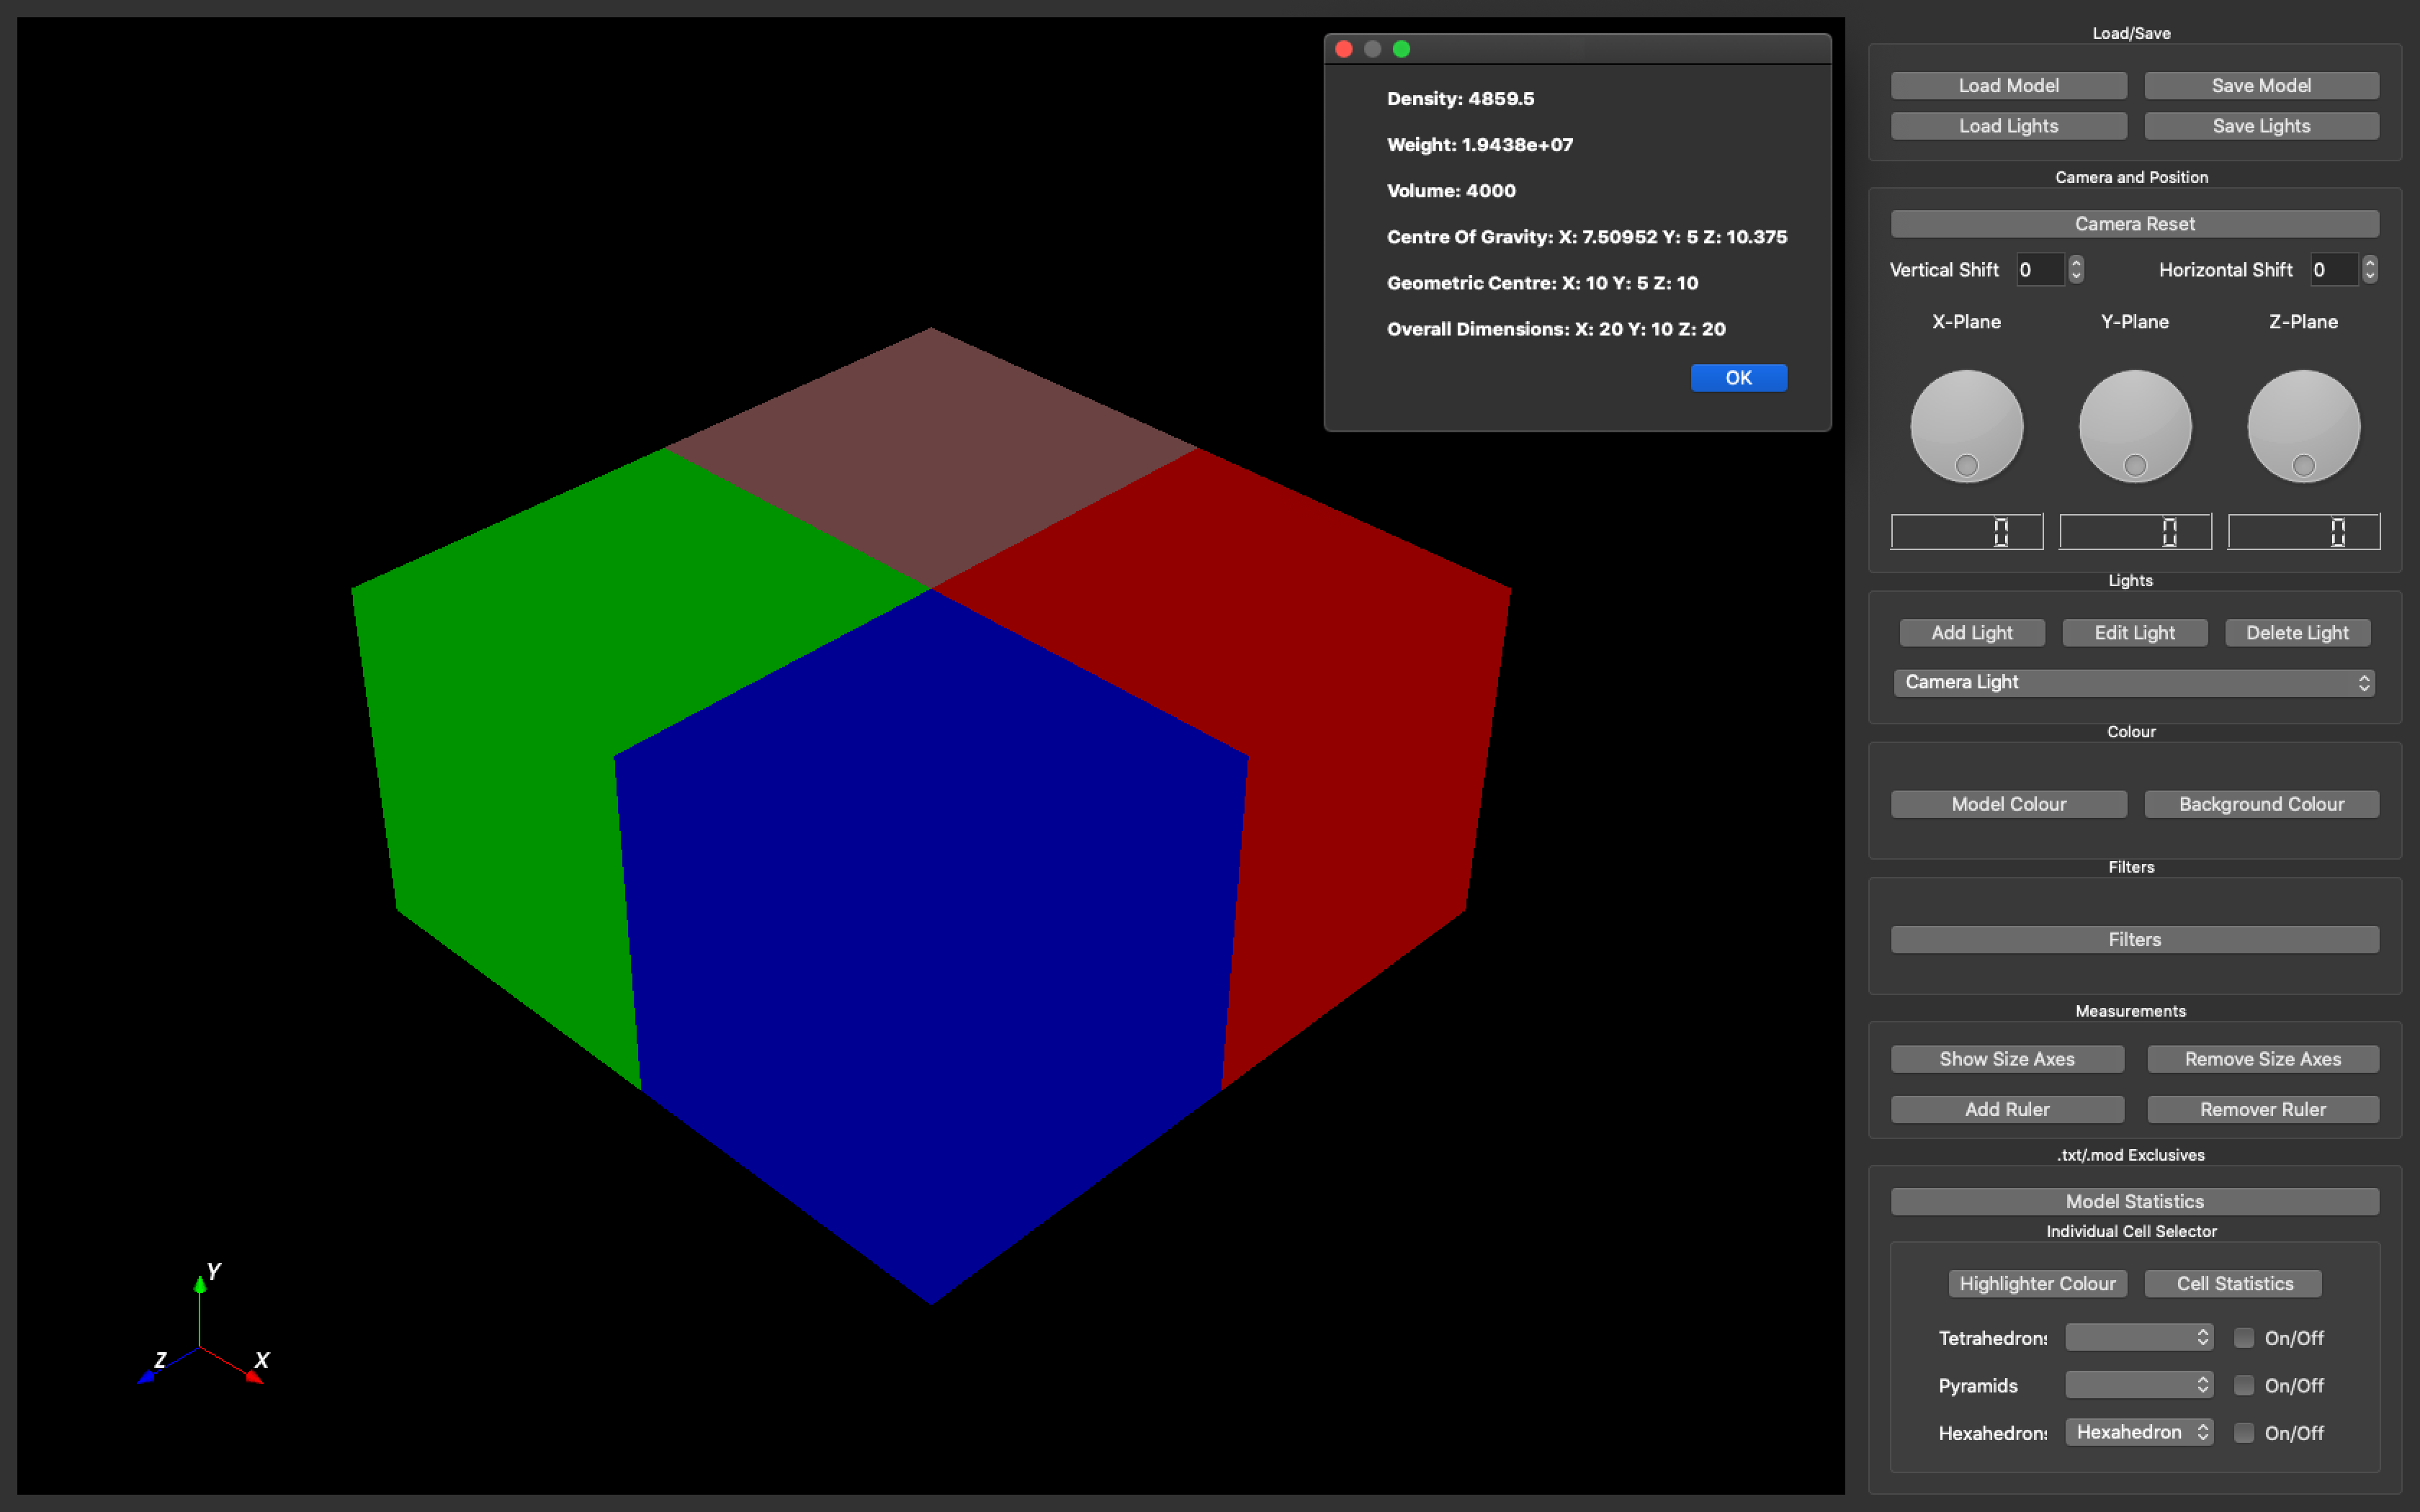 Density: 4859.5
Weight: 1.9438e+07
Volume: 4000
Centre Of Gravity: X: 7.50952 Y: 5 Z: 10.375
Geometric Centre: X: 10 Y: 5 Z: 10
Overall Dimensions: X: 20 Y: 10 Z: 20
OK
Y
Z
X
Load/Save
Load Model
Save Model
Load Lights
Save Lights
Camera and Position
Camera Reset
Vertical Shift 0
Horizontal Shift 0
X-Plane
Y-Plane
Z-Plane
0
0
0
Lights
Add Light
Edit Light
Delete Light
Camera Light
Colour
Model Colour
Background Colour
Filters
Filters
Measurements
Show Size Axes
Remove Size Axes
Add Ruler
Remover Ruler
.txt/.mod Exclusives
Model Statistics
Individual Cell Selector
Highlighter Colour
Cell Statistics
Tetrahedrons
On/Off
Pyramids
On/Off
Hexahedrons
Hexahedron
On/Off